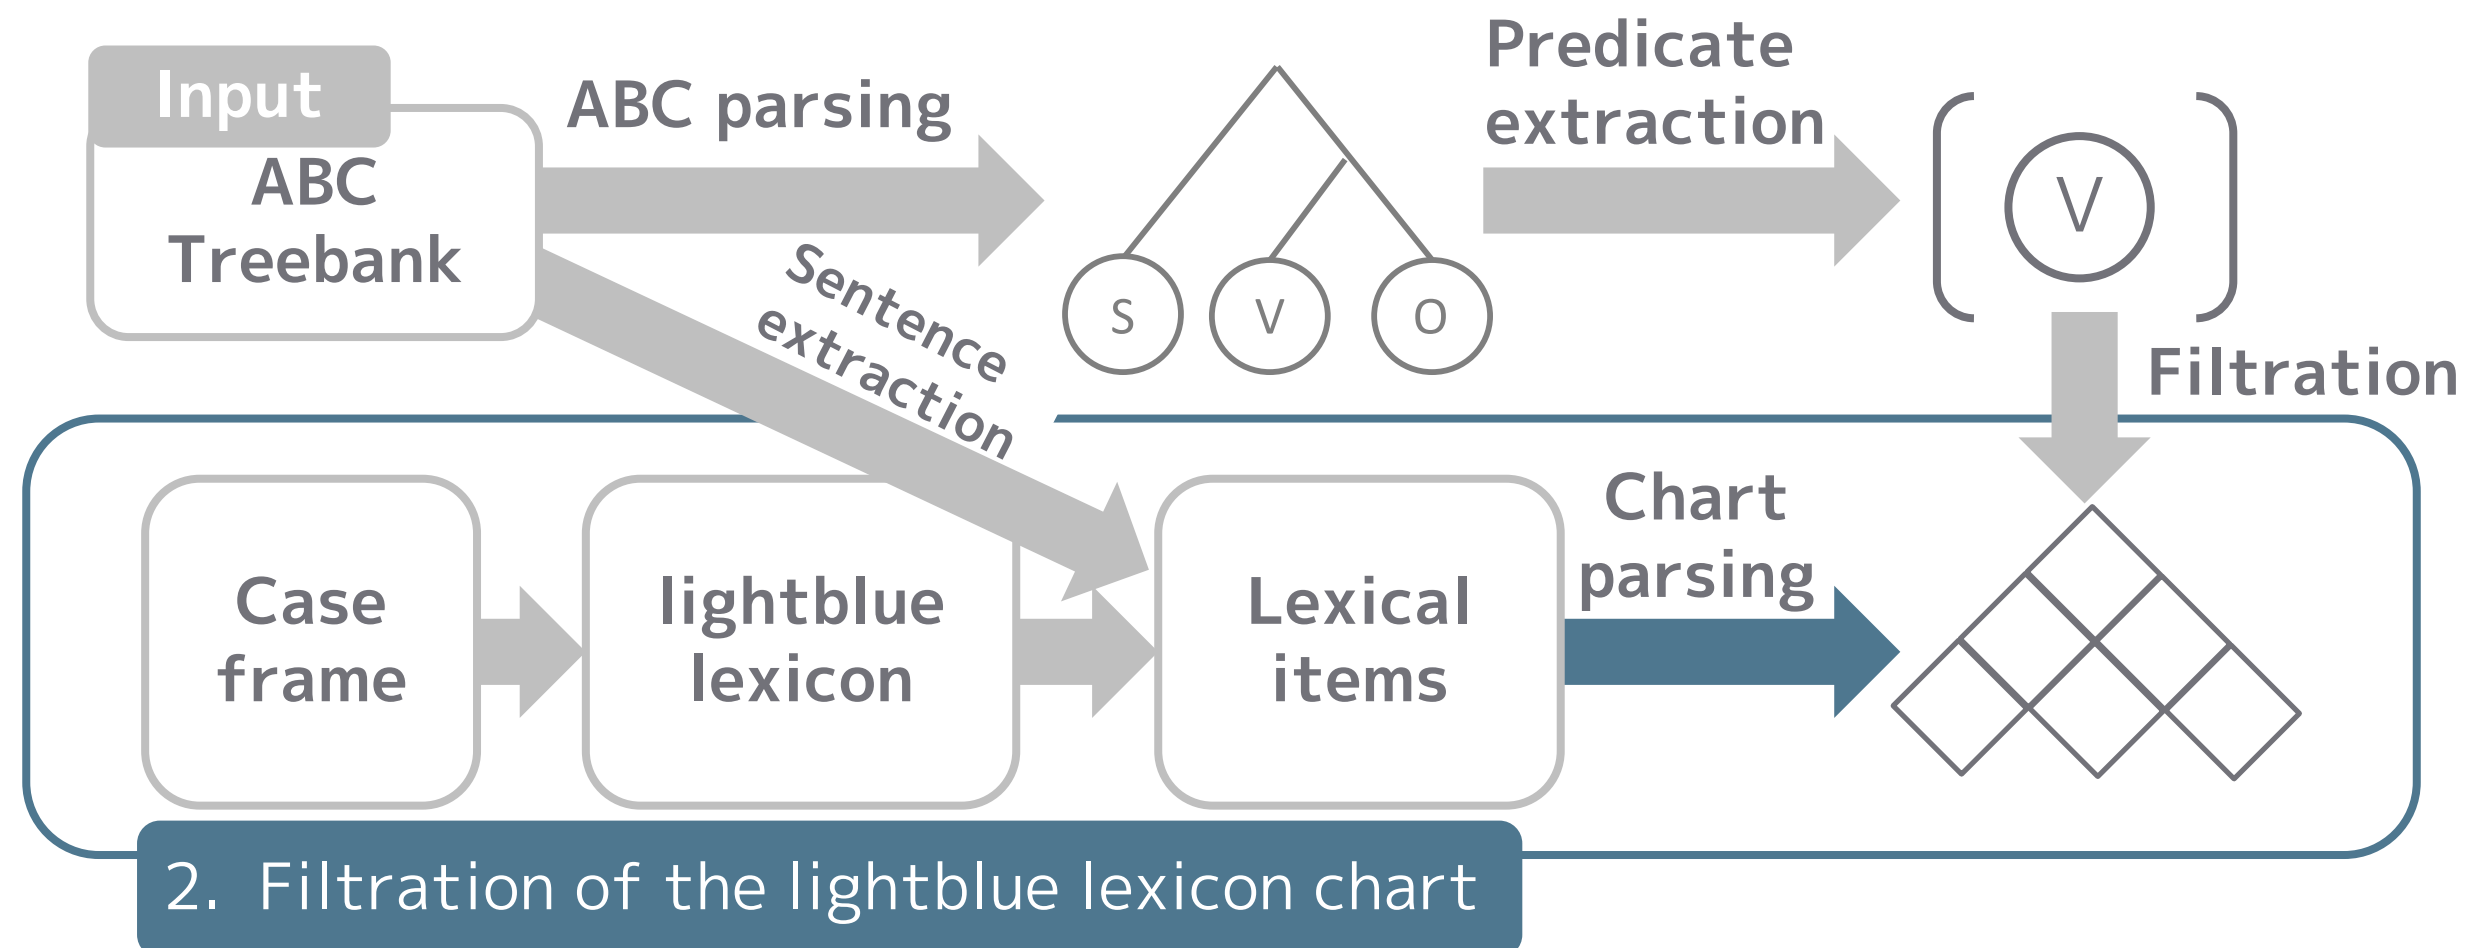 Input
ABC
Treebank
ABC parsing
Sentence
extraction
S
V
O
Predicate
extraction
V
Filtration
Case
frame
lightblue
lexicon
Lexical
items
Chart
parsing
2. Filtration of the lightblue lexicon chart